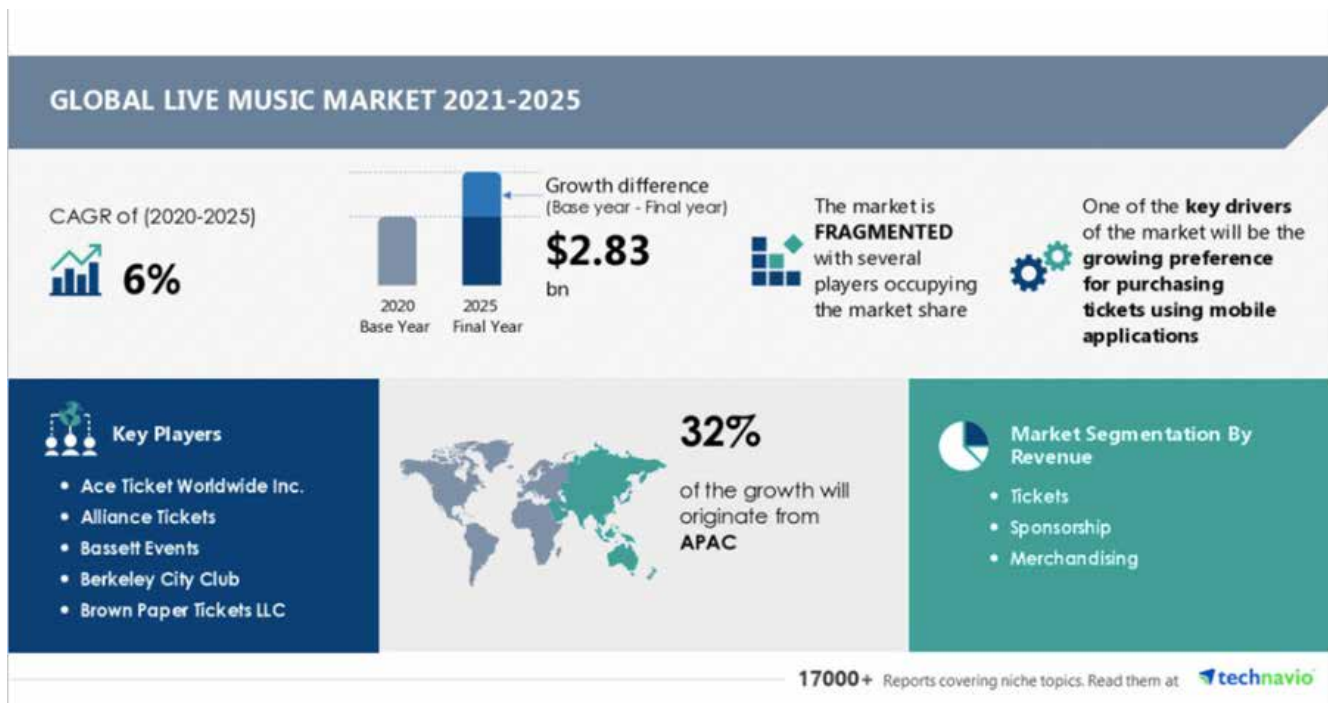 GLOBAL LIVE MUSIC MARKET 2021-2025
CAGR of (2020-2025)
6%
2020
Base Year
2025
Final Year
Growth difference
(Base year - Final year)
$2.83
bn
The market is
FRAGMENTED
with several
players occupying
the market share
One of the key drivers
of the market will be the
growing preference
for purchasing
tickets using mobile
applications
Key Players
• Ace Ticket Worldwide Inc.
• Alliance Tickets
• Bassett Events
• Berkeley City Club
• Brown Paper Tickets LLC
32%
of the growth will
originate from
APAC
Market Segmentation By
Revenue
• Tickets
• Sponsorship
• Merchandising
17000+ Reports covering niche topics. Read them at
technavio